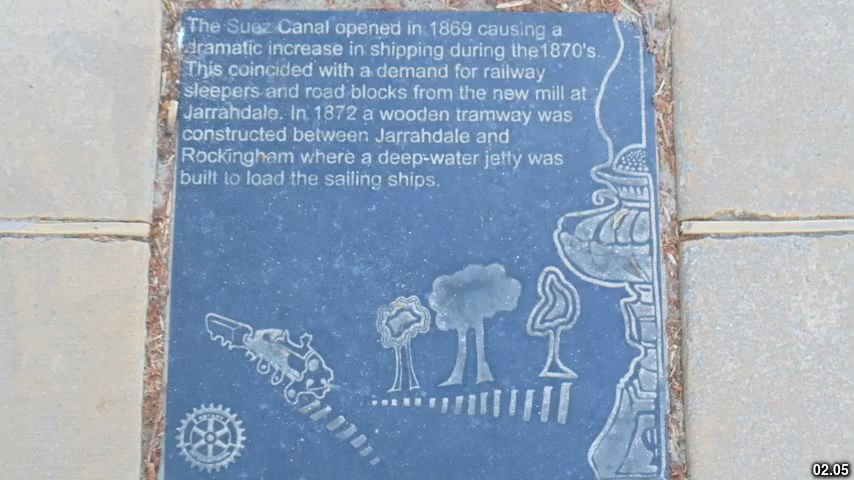 The Suez Canal opened in 1869 causing a
dramatic increase in shipping during the1870's.
This coincided with a demand for railway
sleepers and road blocks from the new mill at
Jarrahdale. In 1872 a wooden tramway was
constructed between Jarrahdale and
Rockingham where a deep-water jetty was
built to load the sailing ships.
02.05